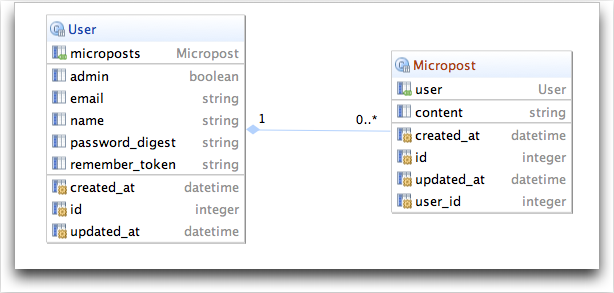 User
microposts Micropost
admin boolean
email string
name string
password_digest string
remember_token string
created_at datetime
id integer
updated_at datetime
1
0..*
Micropost
user User
content string
created_at datetime
id integer
updated_at datetime
user_id integer